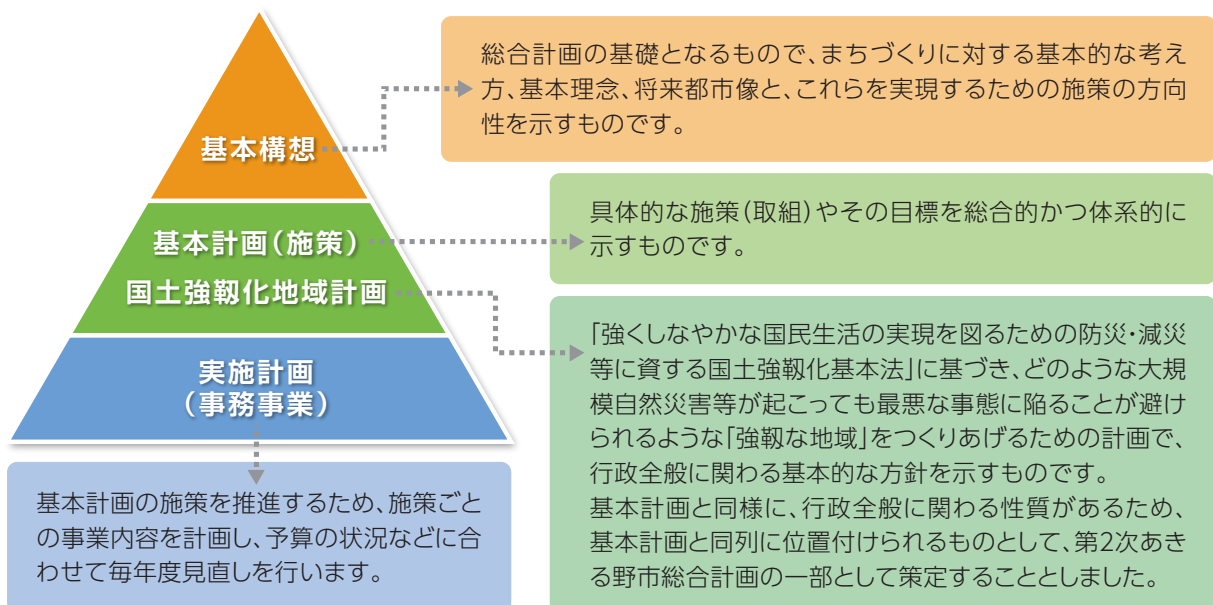 基本構想
総合計画の基礎となるもので、まちづくりに対する基本的な考え
方、基本理念、将来都市像と、これらを実現するための施策の方向
性を示すものです。
基本計画(施策)
具体的な施策(取組)やその目標を総合的かつ体系的に
示すものです。
国土強靱化地域計画
「強くしなやかな国民生活の実現を図るための防災・減災
等に資する国土強靱化基本法」に基づき、どのような大規
模自然災害等が起こっても最悪な事態に陥ることが避け
られるような「強靱な地域」をつくりあげるための計画で、
行政全般に関わる基本的な方針を示すものです。
基本計画と同様に、行政全般に関わる性質があるため、
基本計画と同列に位置付けられるものとして、第2次あき
る野市総合計画の一部として策定することとしました。
実施計画
(事務事業)
基本計画の施策を推進するため、施策ごと
の事業内容を計画し、予算の状況などに合
わせて毎年度見直しを行います。